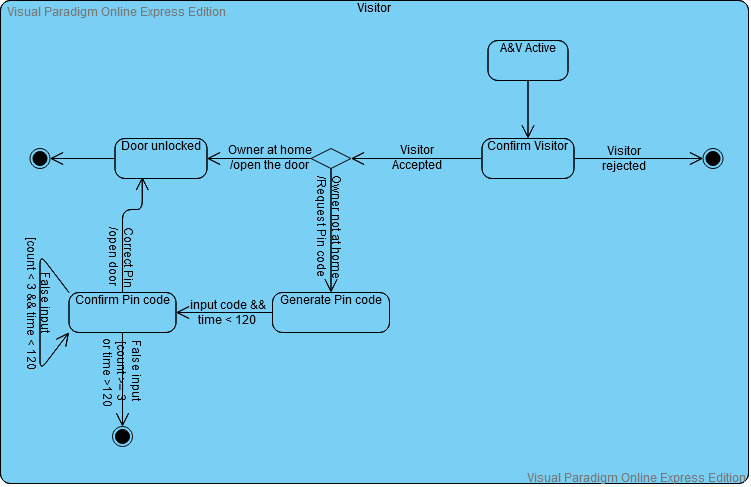 Visitor
Visual Paradigm Online Express Edition
A&V Active
Door unlocked
Owner at home
/open the door
Visitor
Accepted
Confirm Visitor
Visitor
rejected
Owner not at home
/Request Pin code
Correct Pin
/open door
False input
[count < 3 && time < 120
Confirm Pin code
input code &&
time < 120
Generate Pin code
False input
[count >= 3
or time >120
Visual Paradigm Online Express Edition